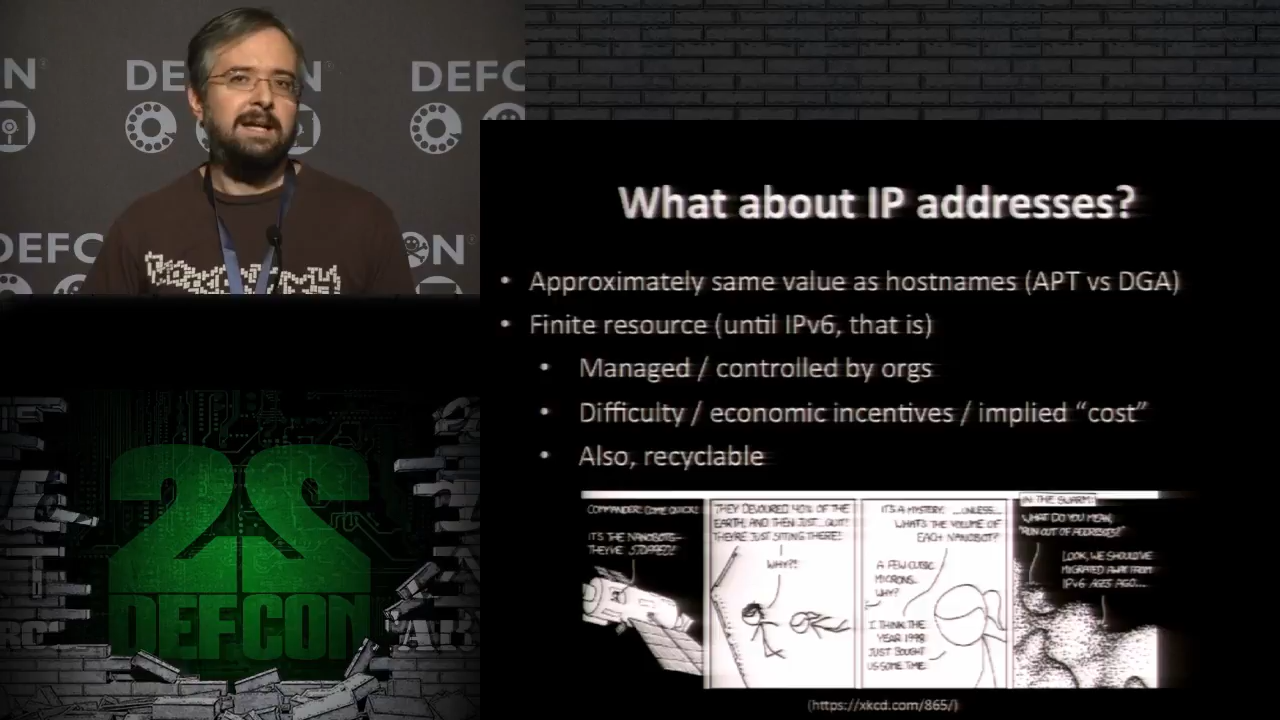 N
DEFCON
DEFC
DEFC
N
What about IP addresses?
• Approximately same value as hostnames (APT vs DGA)
• Finite resource (until IPv6, that is)
• Managed / controlled by orgs
• Difficulty / economic incentives / implied “cost”
• Also, recyclable
COMMANDER! COME QUICK!
IT'S THE NANOBOTS—
THEY'VE STOPPED!
THEY DEVOURED 40% OF THE
EARTH, AND THEN JUST...QUIT!
THEY'RE JUST SITTING THERE!
WHY?!
IT'S A MYSTERY. ...UNLESS...
WHAT'S THE VOLUME OF
EACH NANOBOT?
A FEW CUBIC
MICRONS.
WHY?
I THINK THE
YEAR 1998
JUST BOUGHT
US SOME TIME.
IN THE SWARM:
WHAT DO YOU MEAN,
"RUN OUT OF ADDRESSES?"
LOOK, WE SHOULD'VE
MIGRATED AWAY FROM
IPV6 AGES AGO...
(https://xkcd.com/865/)
22
DEFCON